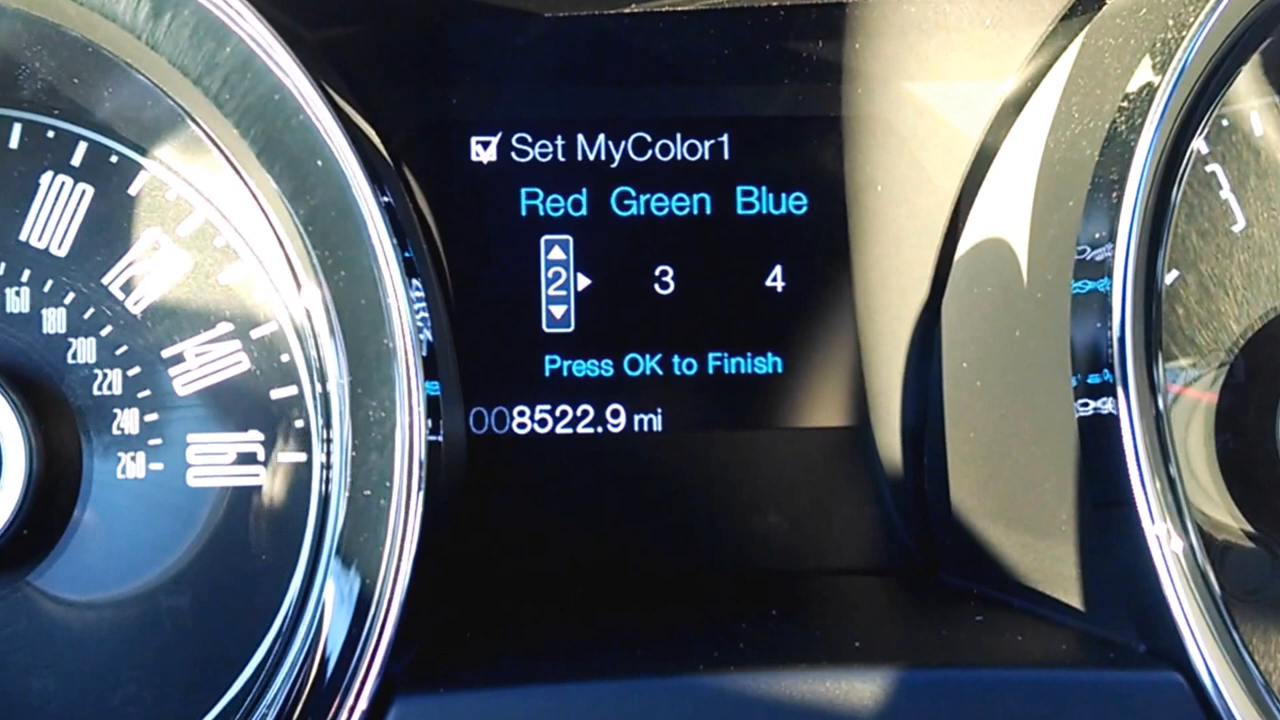 Set MyColor1
Red Green Blue
2 3 4
Press OK to Finish
008522.9 mi
100
120
140
160
160
180
200
220
240
260
3